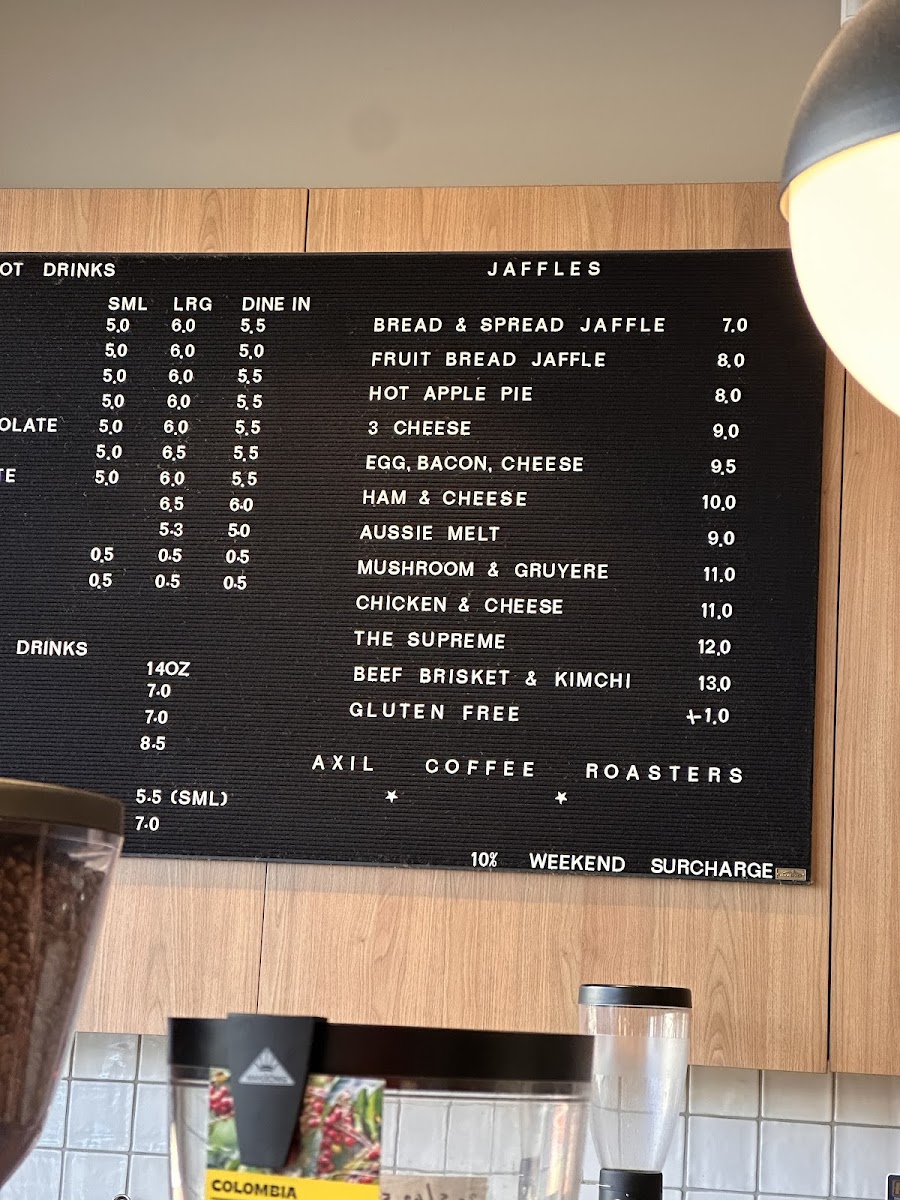 OT DRINKS
SML LRG DINE IN
5.0 6.0 5.5
5.0 6.0 5.0
5.0 6.0 5.5
5.0 6.0 5.5
OLATE 5.0 6.0 5.5
5.0 6.5 5.5
TE 5.0 6.0 5.5
6.5 6.0
5.3 5.0
0.5 0.5 0.5
0.5 0.5 0.5
DRINKS
14OZ
7.0
7.0
8.5
5.5 (SML)
7.0
JAFFLES
BREAD & SPREAD JAFFLE 7.0
FRUIT BREAD JAFFLE 8.0
HOT APPLE PIE 8.0
3 CHEESE 9.0
EGG, BACON, CHEESE 9.5
HAM & CHEESE 10.0
AUSSIE MELT 9.0
MUSHROOM & GRUYERE 11.0
CHICKEN & CHEESE 11.0
THE SUPREME 12.0
BEEF BRISKET & KIMCHI 13.0
GLUTEN FREE +1.0
AXIL COFFEE ROASTERS
10% WEEKEND SURCHARGE
COLOMBIA